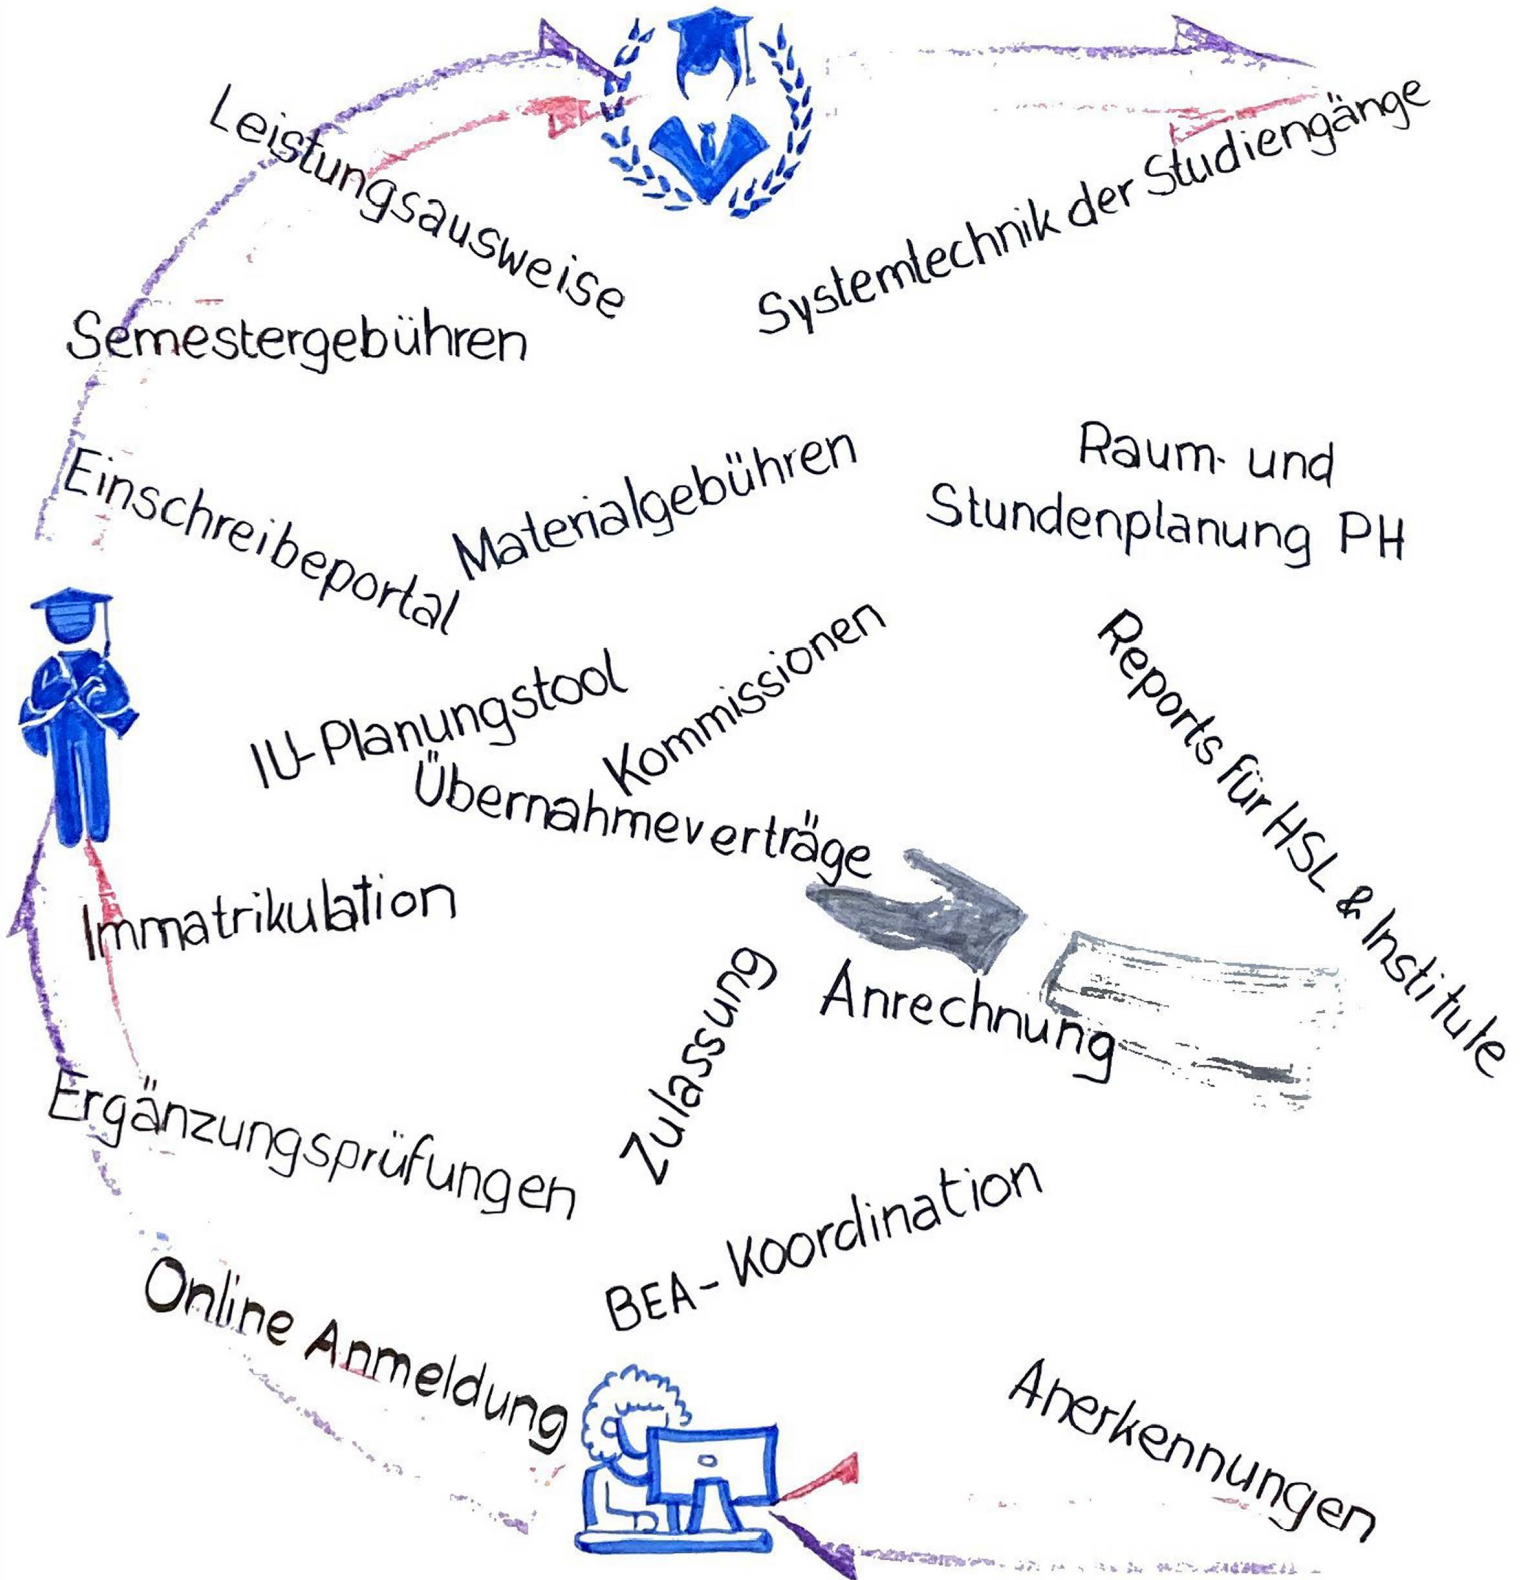 Leistungsausweise
Systemtechnik der Studiengänge
Semestergebühren
Einschreibeportal
Materialgebühren
Raum- und
Stundenplanung PH
IU-Planungstool
Kommissionen
Übernahmeverträge
Reports für HSL & Institute
Immatrikulation
Zulassung
Anrechnung
Ergänzungsprüfungen
BEA-Koordination
Online Anmeldung
Anerkennungen